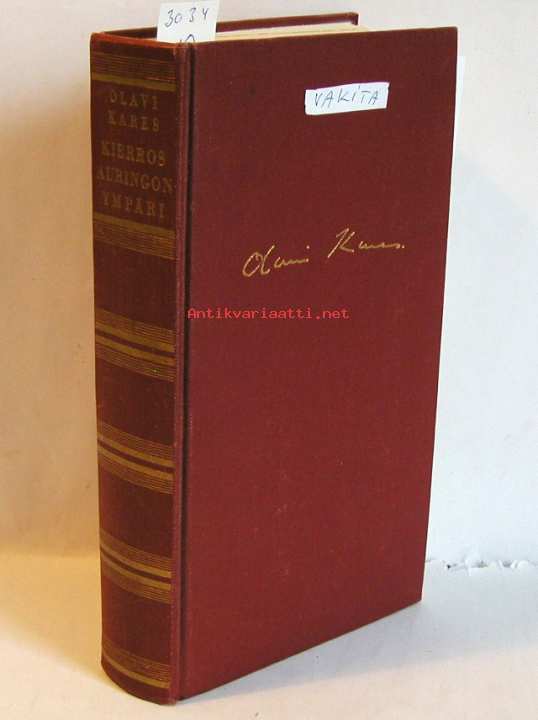 3034
OLAVI
KARES
KIERROS
AURINGON
YMPÄRI
VAKITA
Olavi Kares.
Antikvariaatti.net